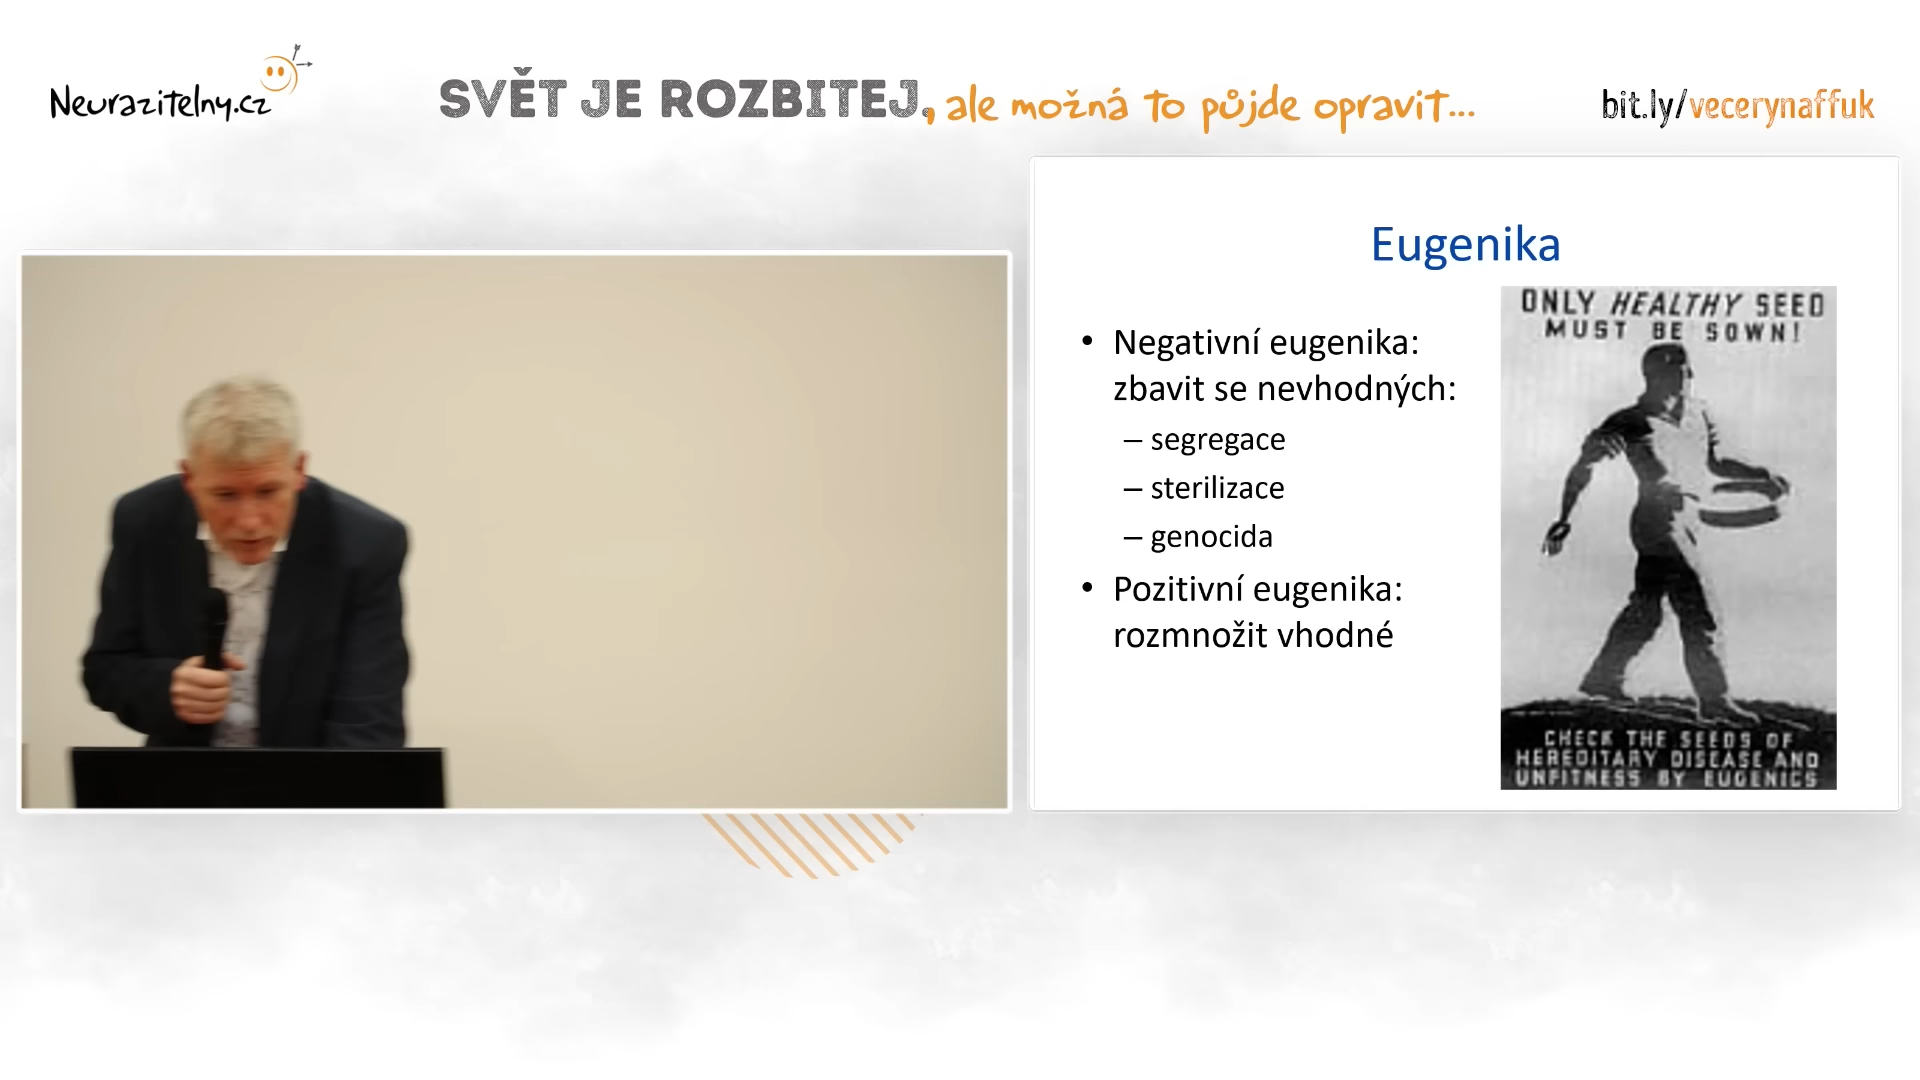 Neurazitelny.cz
SVĚT JE ROZBITEJ, ale možná to půjde opravit...
bit.ly/vecerynaffuk
Eugenika
• Negativní eugenika:
zbavit se nevhodných:
– segregace
– sterilizace
– genocida
• Pozitivní eugenika:
rozmnožit vhodné
ONLY HEALTHY SEED
MUST BE SOWN!
CHECK THE SEEDS OF
HEREDITARY DISEASE AND
UNFITNESS BY EUGENICS